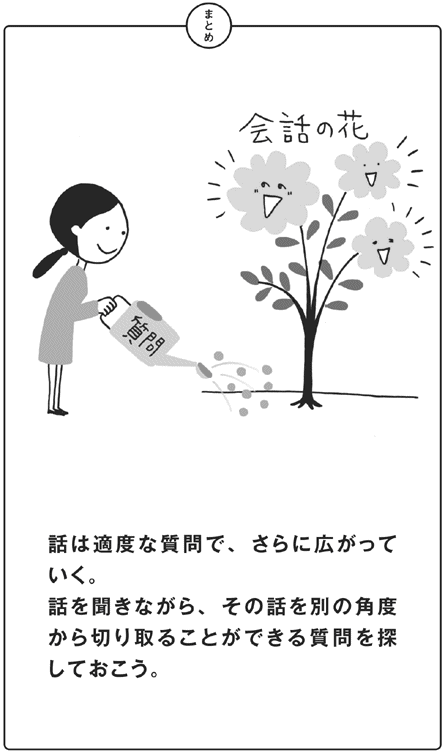 まとめ
会話の花
質問
話は適度な質問で、さらに広がって
いく。
話を聞きながら、その話を別の角度
から切り取ることができる質問を探
しておこう。